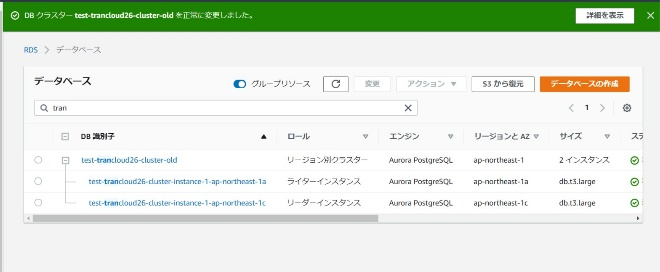 DB クラスター test-trancloud26-cluster-old を正常に変更しました。 詳細を表示
RDS > データベース
データベース グループリソース 変更 アクション S3 から復元 データベースの作成
tran 1
DB 識別子 ロール エンジン リージョンと AZ サイズ
test-trancloud26-cluster-old リージョン別クラスター Aurora PostgreSQL ap-northeast-1 2 インスタンス
test-trancloud26-cluster-instance-1-ap-northeast-1a ライターインスタンス Aurora PostgreSQL ap-northeast-1a db.t3.large
test-trancloud26-cluster-instance-1-ap-northeast-1c リーダーインスタンス Aurora PostgreSQL ap-northeast-1c db.t3.large